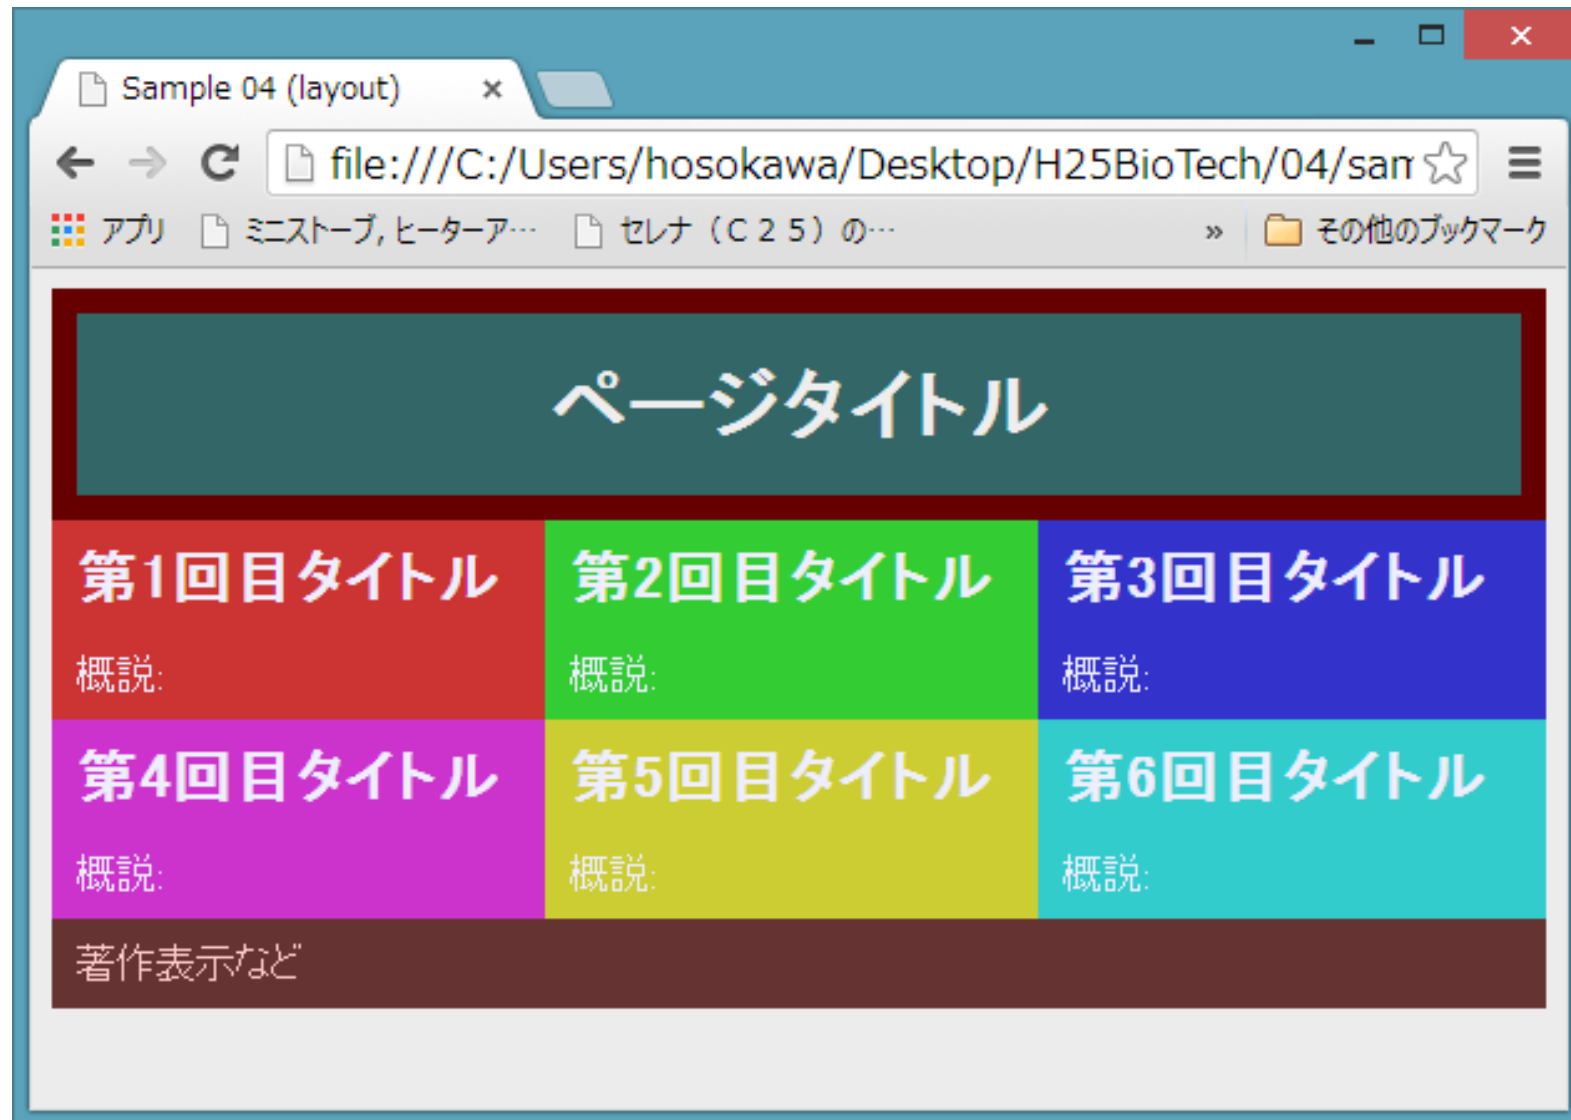 Sample 04 (layout)
file:///C:/Users/hosokawa/Desktop/H25BioTech/04/sam
アプリ ミニストーブ, ヒーターア… セレナ（C２５）の… » その他のブックマーク
ページタイトル
第1回目タイトル 第2回目タイトル 第3回目タイトル
概説: 概説: 概説:
第4回目タイトル 第5回目タイトル 第6回目タイトル
概説: 概説: 概説:
著作表示など